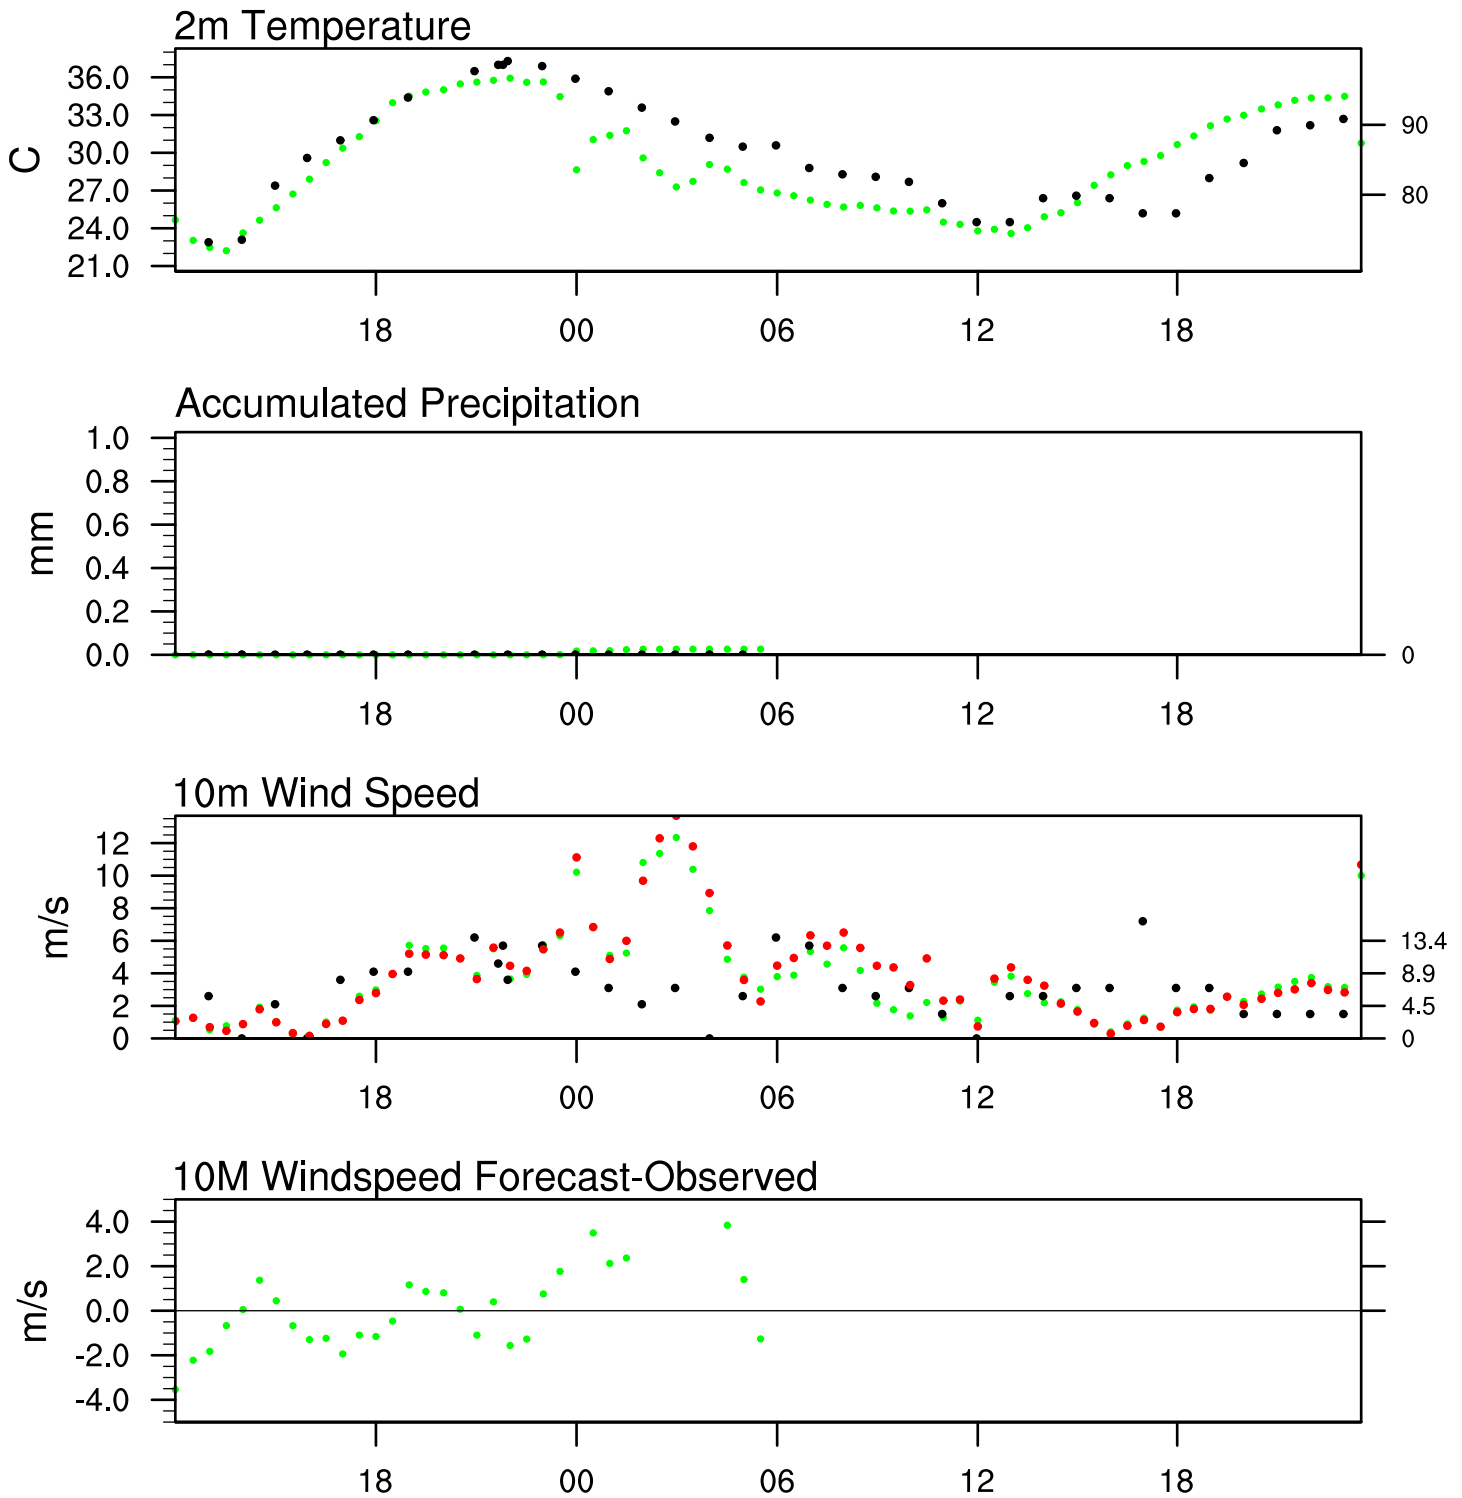 2m Temperature
36.0
33.0
30.0
27.0
24.0
21.0
C
90
80
18 00 06 12 18
Accumulated Precipitation
1.0
0.8
0.6
0.4
0.2
0.0
mm
0
18 00 06 12 18
10m Wind Speed
12
10
8
6
4
2
0
m/s
13.4
8.9
4.5
0
18 00 06 12 18
10M Windspeed Forecast-Observed
4.0
2.0
0.0
-2.0
-4.0
m/s
18 00 06 12 18